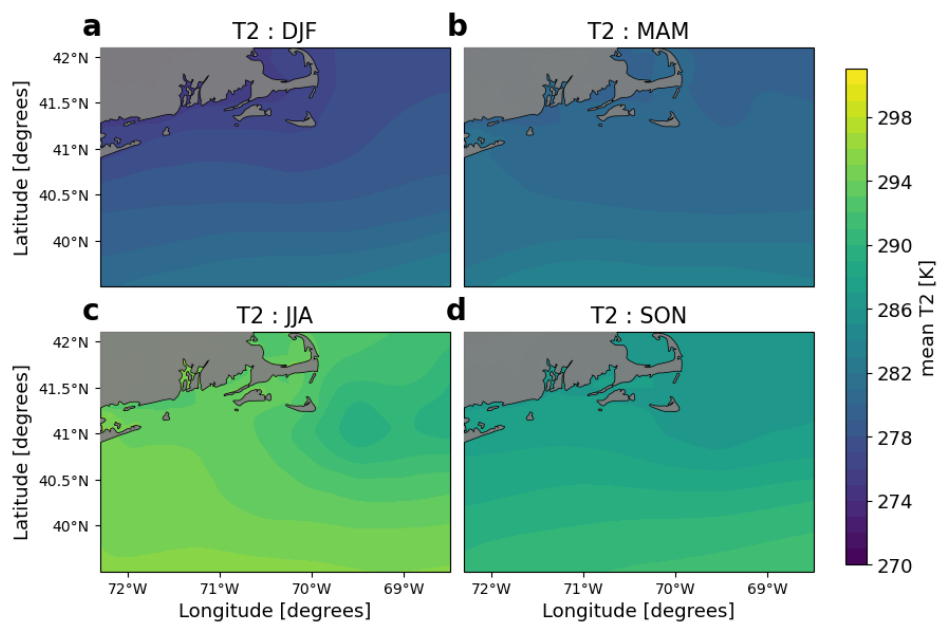 a T2 : DJF
b T2 : MAM
42°N
41.5°N
41°N
40.5°N
40°N
Latitude [degrees]
c T2 : JJA
d T2 : SON
42°N
41.5°N
41°N
40.5°N
40°N
Latitude [degrees]
72°W 71°W 70°W 69°W
Longitude [degrees]
72°W 71°W 70°W 69°W
Longitude [degrees]
298
294
290
286
282
278
274
270
mean T2 [K]